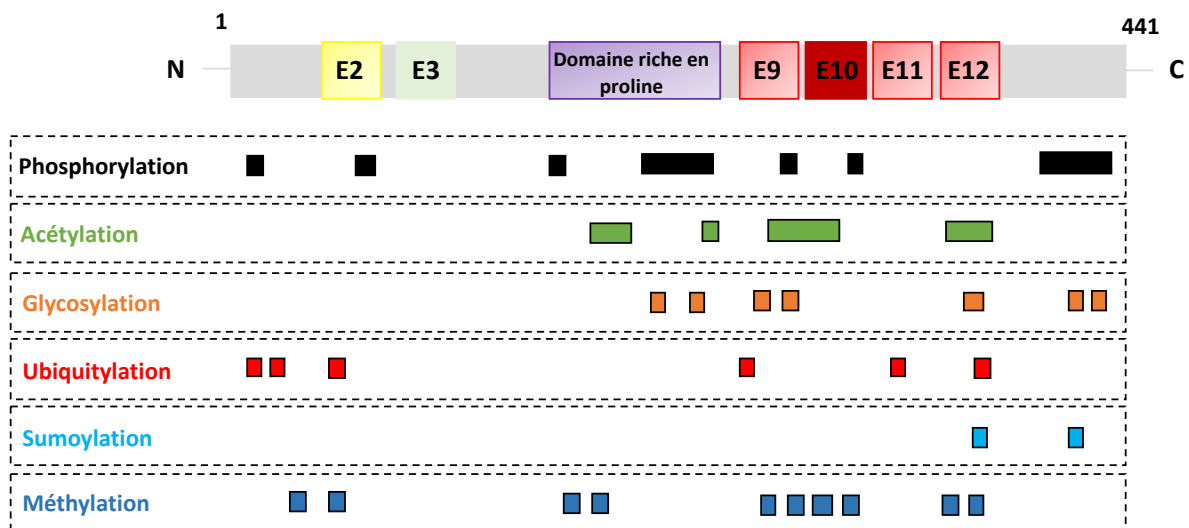 1
441
N
E2
E3
Domaine riche en
proline
E9
E10
E11
E12
C
Phosphorylation
Acétylation
Glycosylation
Ubiquitylation
Sumoylation
Méthylation